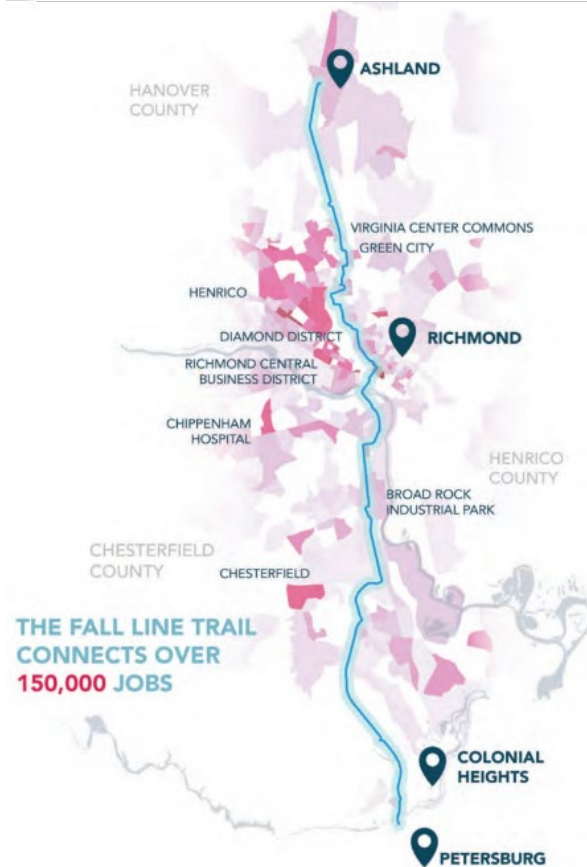 ASHLAND
HANOVER
COUNTY
VIRGINIA CENTER COMMONS
GREEN CITY
HENRICO
DIAMOND DISTRICT
RICHMOND
RICHMOND CENTRAL
BUSINESS DISTRICT
CHIPPENHAM
HOSPITAL
HENRICO
COUNTY
BROAD ROCK
INDUSTRIAL PARK
CHESTERFIELD
COUNTY
CHESTERFIELD
THE FALL LINE TRAIL
CONNECTS OVER
150,000 JOBS
COLONIAL
HEIGHTS
PETERSBURG